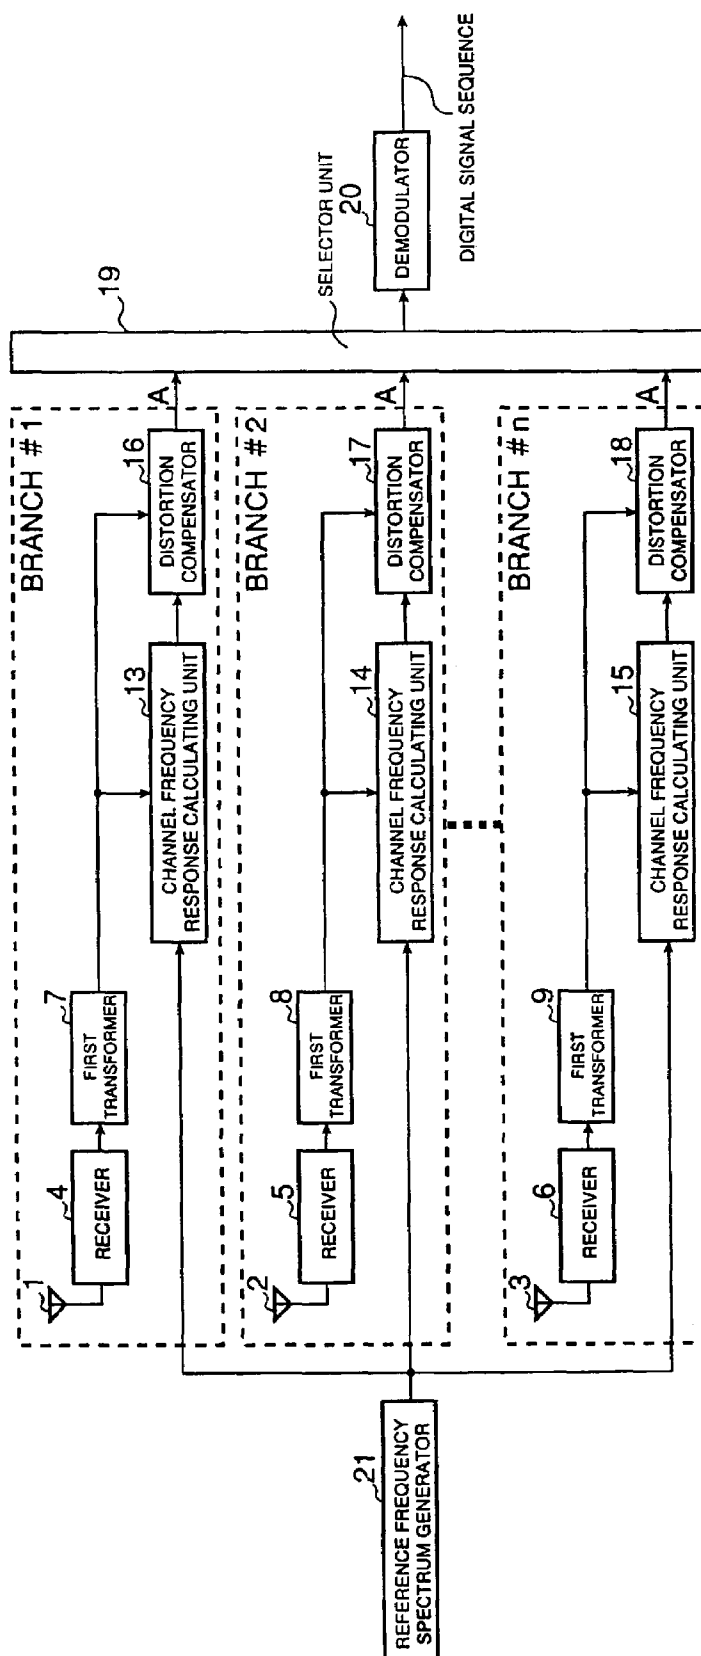 BRANCH #1
1
4
RECEIVER
7
FIRST
TRANSFORMER
13
CHANNEL FREQUENCY
RESPONSE CALCULATING UNIT
16
DISTORTION
COMPENSATOR
A
BRANCH #2
2
5
RECEIVER
8
FIRST
TRANSFORMER
14
CHANNEL FREQUENCY
RESPONSE CALCULATING UNIT
17
DISTORTION
COMPENSATOR
A
BRANCH #n
3
6
RECEIVER
9
FIRST
TRANSFORMER
15
CHANNEL FREQUENCY
RESPONSE CALCULATING UNIT
18
DISTORTION
COMPENSATOR
A
21
REFERENCE FREQUENCY
SPECTRUM GENERATOR
19
SELECTOR UNIT
20
DEMODULATOR
DIGITAL SIGNAL SEQUENCE